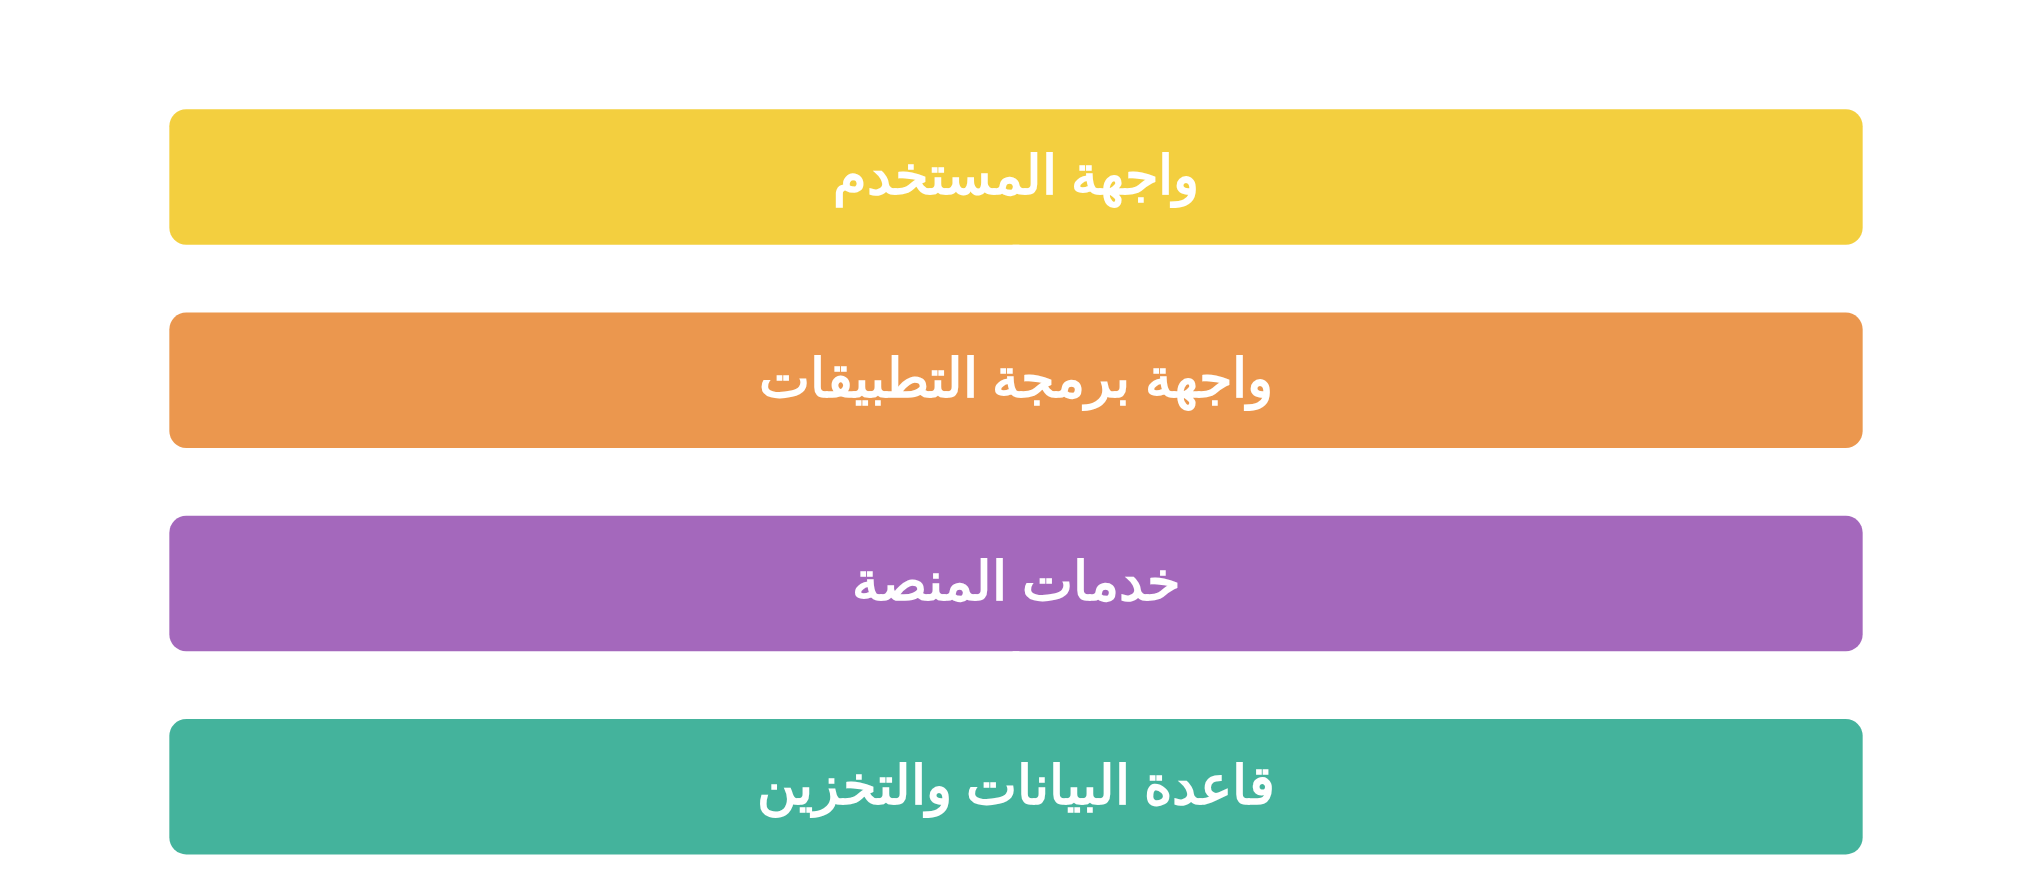 واجهة المستخدم
واجهة برمجة التطبيقات
خدمات المنصة
قاعدة البيانات والتخزين